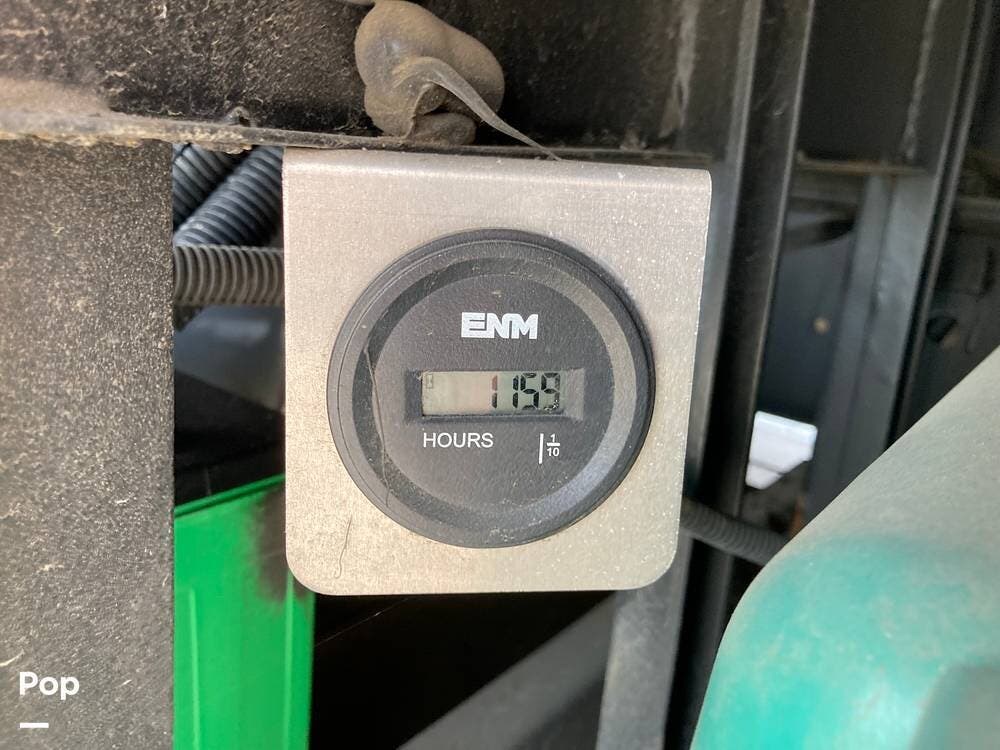 ENM
1159
HOURS
1/10
Pop